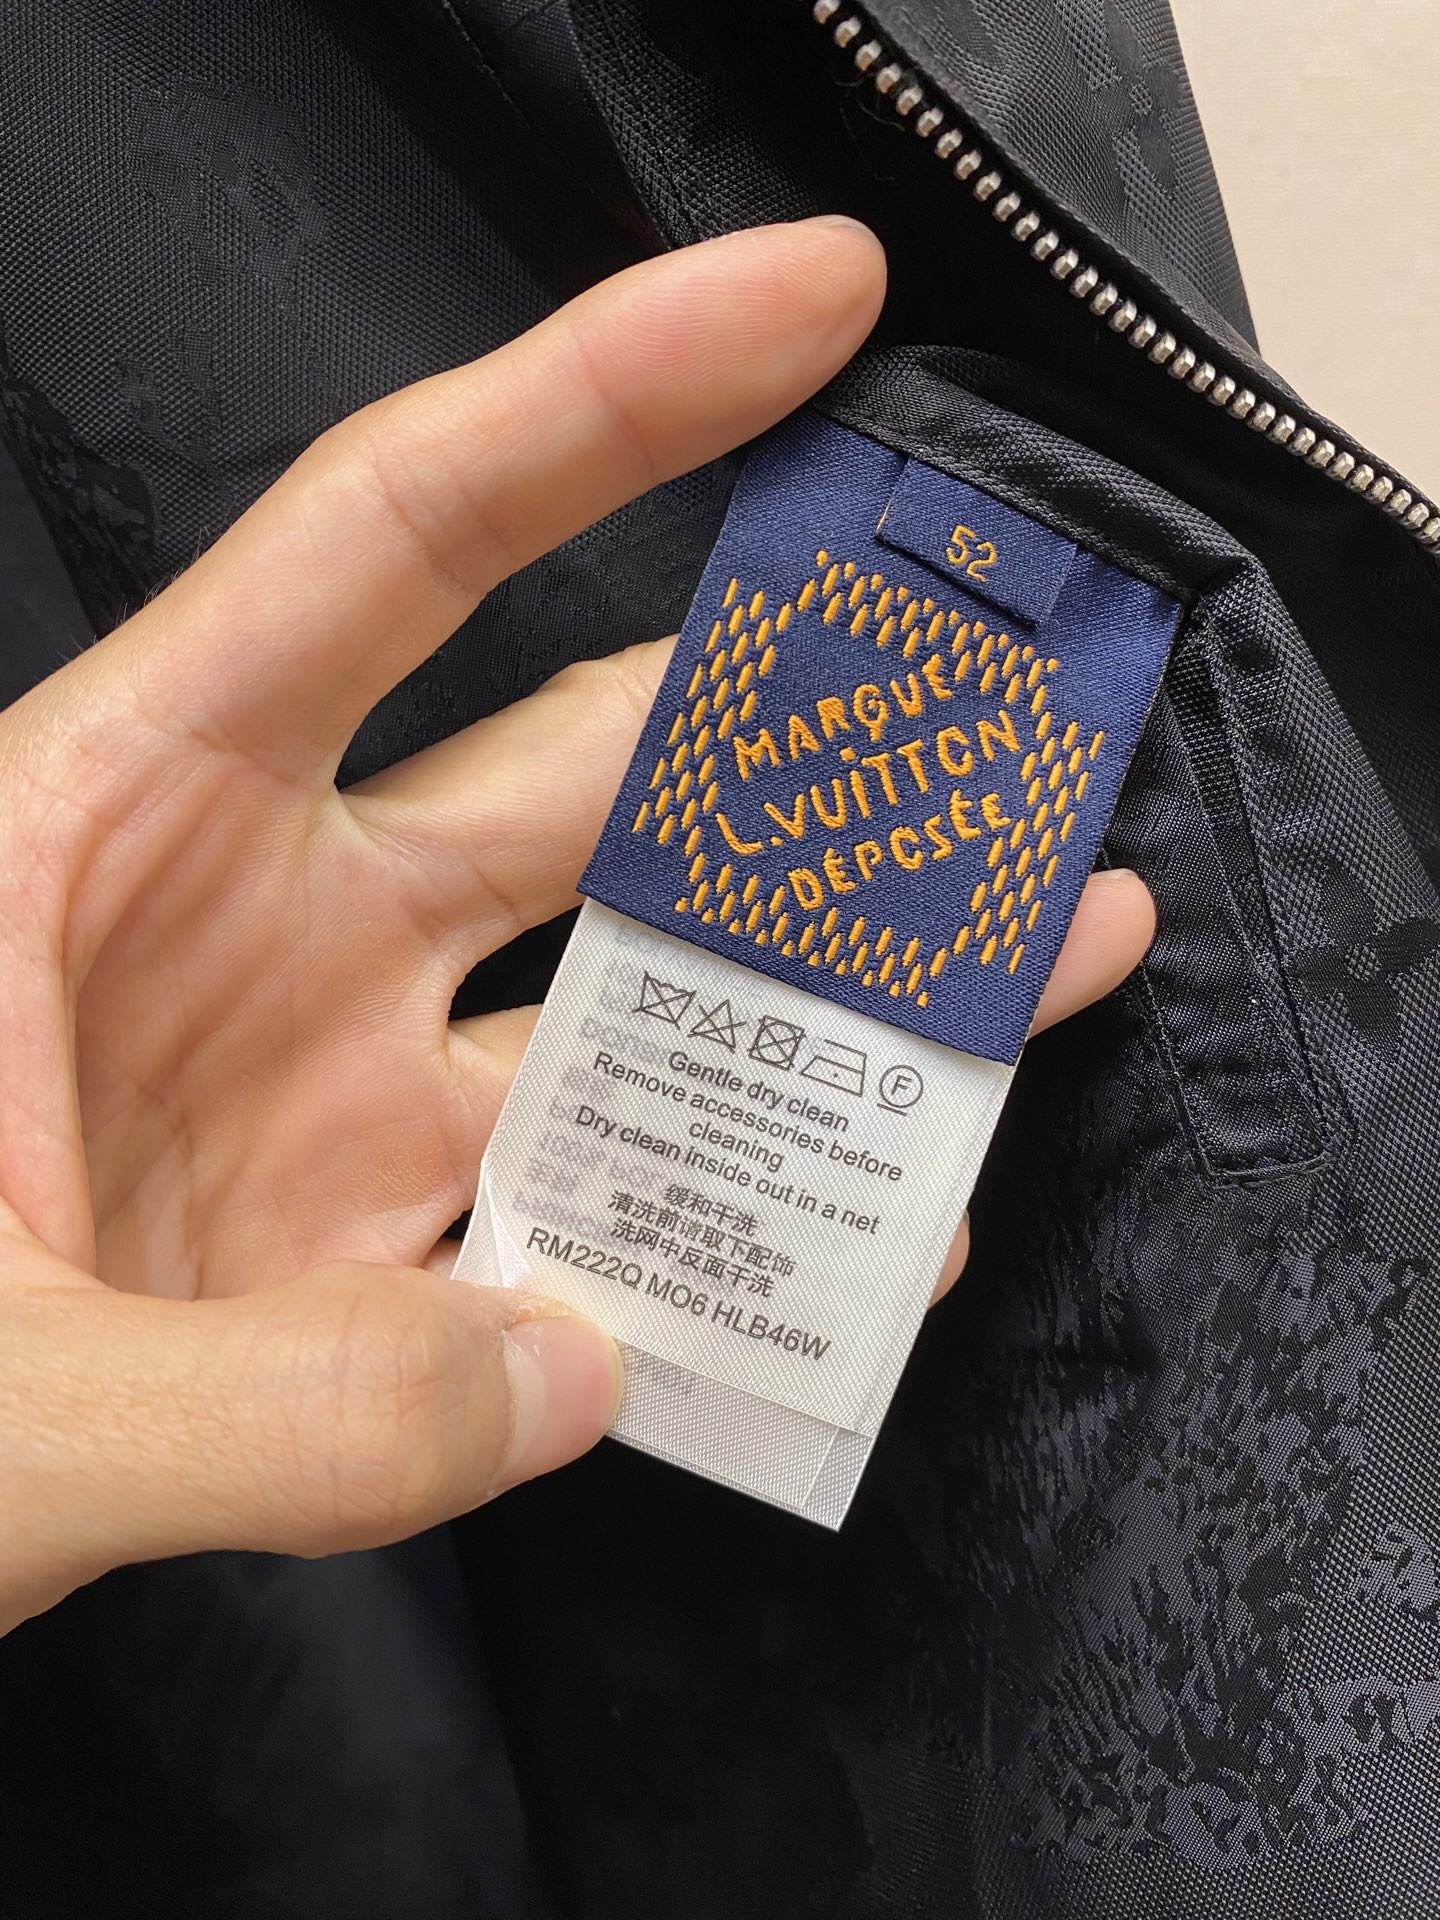 52
MARQUE
L.VUiTTON
DÉPOSÉE
F
Gentle dry clean
Remove accessories before
cleaning
Dry clean inside out in a net
缓和干洗
清洗前请取下配饰
洗网中反面干洗
RM222Q MO6 HLB46W